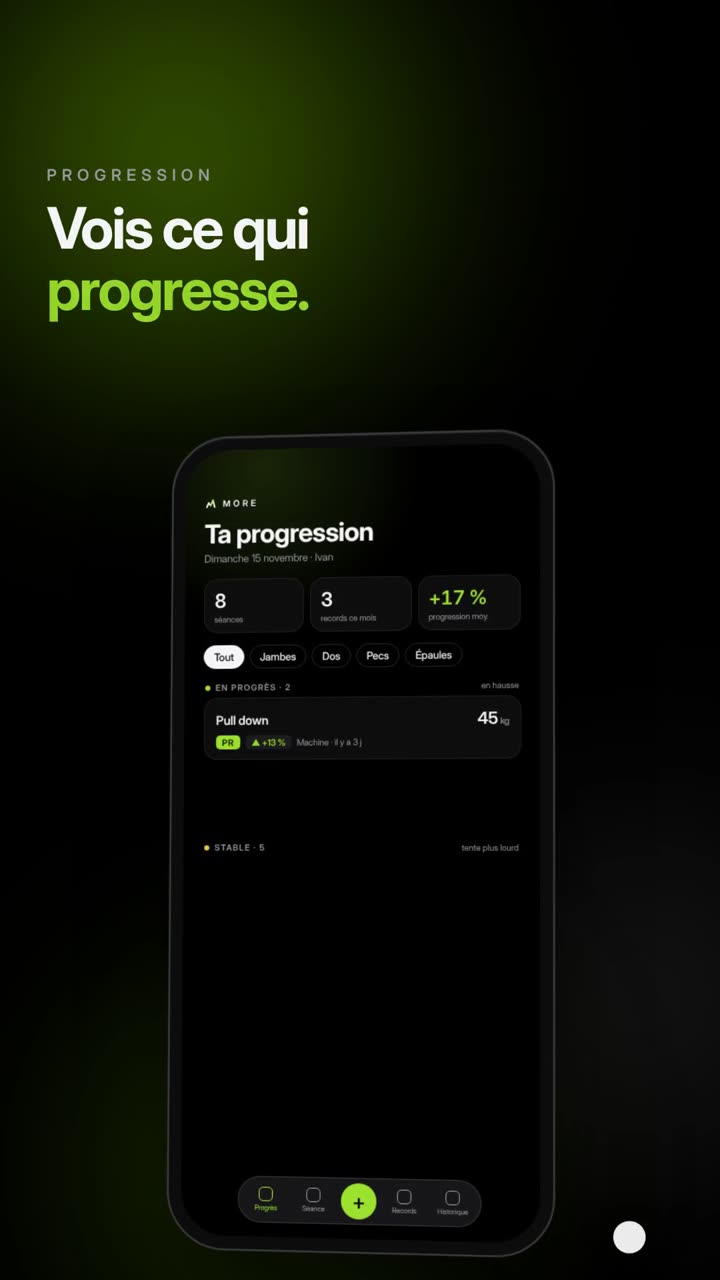 PROGRESSION
Vois ce qui
progresse.
MORE
Ta progression
Dimanche 15 novembre · Ivan
8
séances
3
records ce mois
+17 %
progression moy.
Tout
Jambes
Dos
Pecs
Épaules
EN PROGRÈS · 2
en hausse
Pull down
45 kg
PR
▲ +13 %
Machine · il y a 3 j
STABLE · 5
tente plus lourd
Progrès
Séance
+
Records
Historique